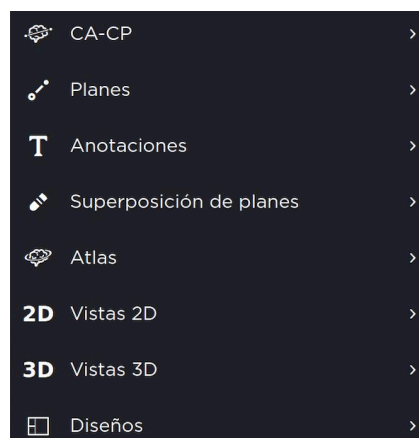 CA-CP
Planes
T Anotaciones
Superposición de planes
Atlas
2D Vistas 2D
3D Vistas 3D
Diseños